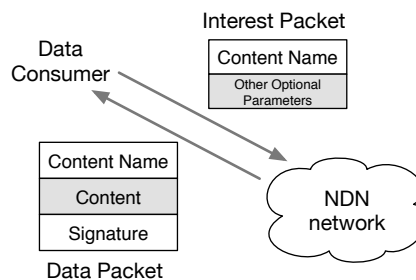 Interest Packet
Data
Consumer
Content Name
Other Optional
Parameters
Content Name
Content
Signature
Data Packet
NDN
network